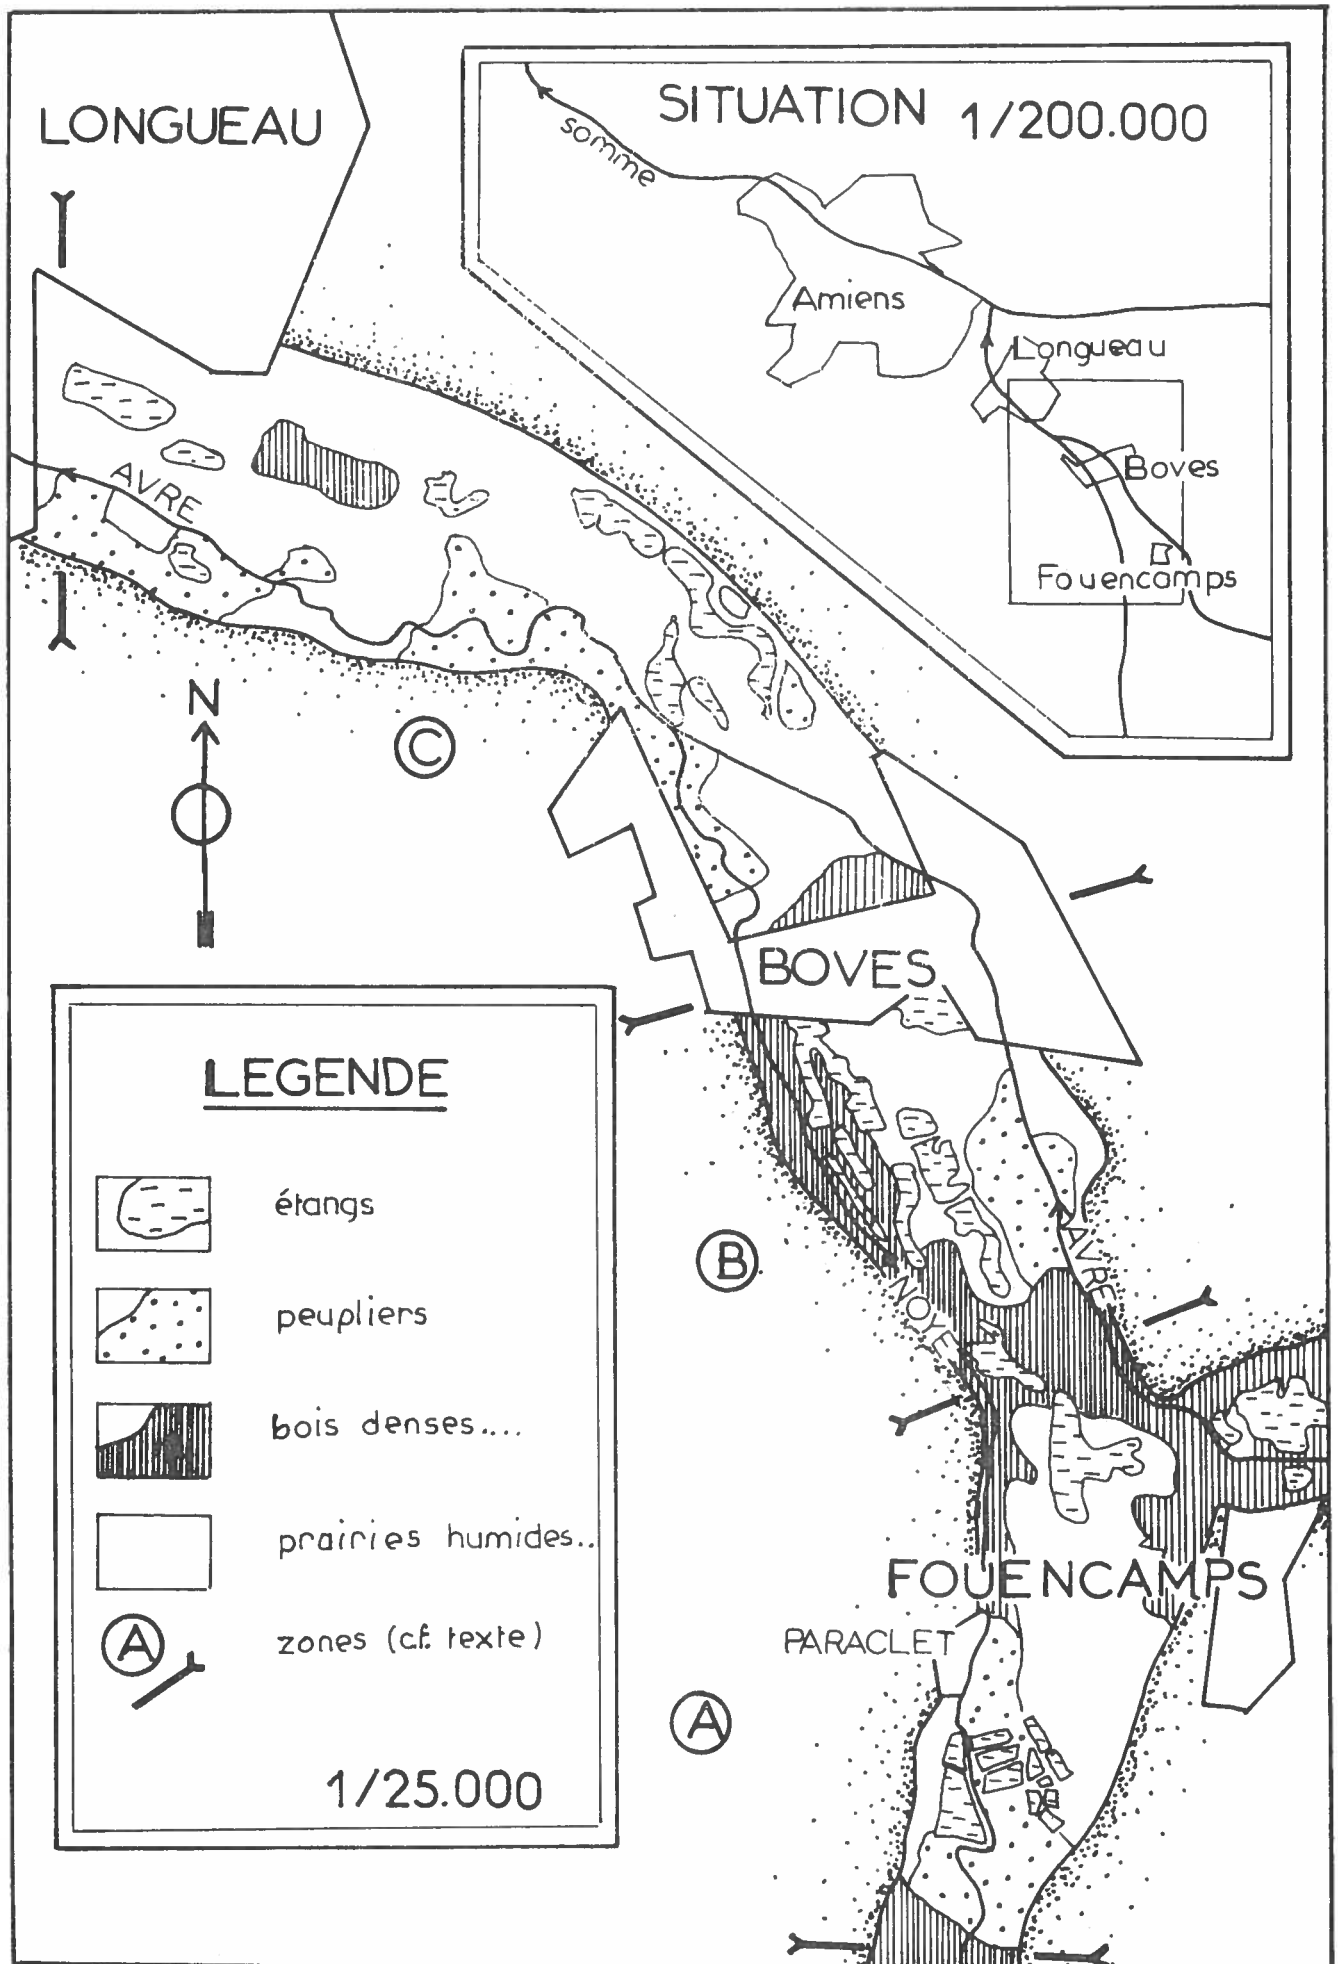 LONGUEAU
SITUATION 1/200.000
somme
Amiens
Longueau
Boves
Fouencamps
AVRE
N
C
BOVES
LEGENDE
étangs
peupliers
bois denses....
prairies humides..
A
zones (cf. texte)
1/25.000
B
AVRE
NOYE
FOUENCAMPS
PARACLET
A